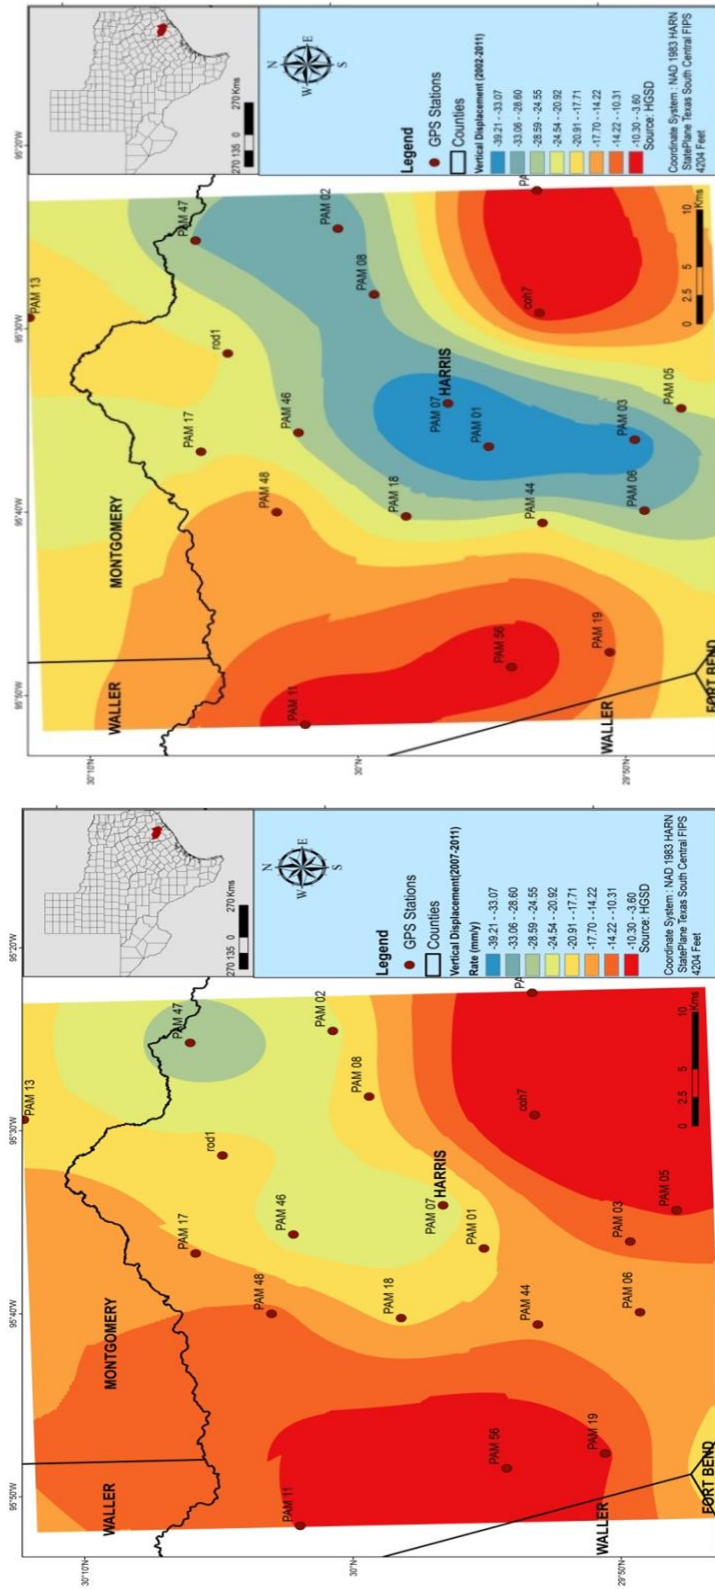 95°50'W
95°40'W
95°30'W
95°20'W
30°10'N
30°N
29°50'N
PAM 13
WALLER
MONTGOMERY
PAM 47
PAM 17
rod1
PAM 48
PAM 46
PAM 11
PAM 02
PAM 08
PAM 18
PAM 07
HARRIS
PAM 01
PAM 56
PAM 44
coh7
PA
PAM 19
PAM 03
PAM 06
PAM 05
WALLER
FORT BEND
0 2.5 5 10
Kms
270 135 0 270 Kms
N
W E
S
Legend
GPS Stations
Counties
Vertical Displacement(2007-2011)
Rate (mm/y)
-39.21 - -33.07
-33.06 - -28.60
-28.59 - -24.55
-24.54 - -20.92
-20.91 - -17.71
-17.70 - -14.22
-14.22 - -10.31
-10.30 - -3.60
Source: HGSD
Coordinate System : NAD 1983 HARN
StatePlane Texas South Central FIPS
4204 Feet
95°50'W
95°40'W
95°30'W
95°20'W
30°10'N
30°N
29°50'N
PAM 13
WALLER
MONTGOMERY
PAM 47
PAM 17
rod1
PAM 48
PAM 46
PAM 11
PAM 02
PAM 08
PAM 18
PAM 07
HARRIS
PAM 01
PAM 56
PAM 44
coh7
PA
PAM 19
PAM 03
PAM 06
PAM 05
WALLER
FORT BEND
0 2.5 5 10
Kms
270 135 0 270 Kms
N
W E
S
Legend
GPS Stations
Counties
Vertical Displacement (2002-2011)
-39.21 - -33.07
-33.06 - -28.60
-28.59 - -24.55
-24.54 - -20.92
-20.91 - -17.71
-17.70 - -14.22
-14.22 - -10.31
-10.30 - -3.60
Source: HGSD
Coordinate System : NAD 1983 HARN
StatePlane Texas South Central FIPS
4204 Feet